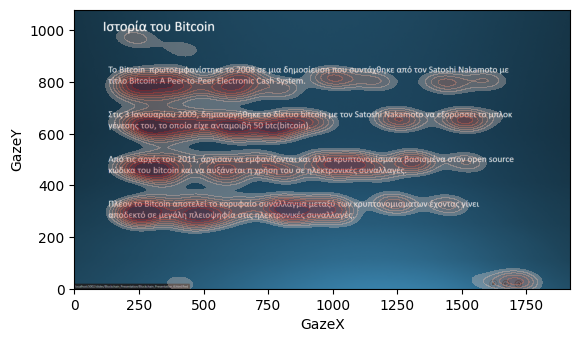 Ιστορία του Bitcoin
Το Bitcoin πρωτοεμφανίστηκε το 2008 σε μια δημοσίευση που συντάχθηκε από τον Satoshi Nakamoto με
τίτλο Bitcoin: A Peer-to-Peer Electronic Cash System.
Στις 3 Ιανουαρίου 2009, δημιουργήθηκε το δίκτυο bitcoin με τον Satoshi Nakamoto να εξορύσσει το μπλοκ
γένεσης του, το οποίο είχε ανταμοιβή 50 btc(bitcoin).
Από τις αρχές του 2011, άρχισαν να εμφανίζονται και άλλα κρυπτονομίσματα βασισμένα στον open source
κώδικα του bitcoin και να αυξάνεται η χρήση του σε ηλεκτρονικές συναλλαγές.
Πλέον το Bitcoin αποτελεί το κορυφαίο συνάλλαγμα μεταξύ των κρυπτονομισμάτων έχοντας γίνει
αποδεκτό σε μεγάλη πλειοψηφία στις ηλεκτρονικές συναλλαγές.
GazeY
1000
800
600
400
200
0
0 250 500 750 1000 1250 1500 1750
GazeX